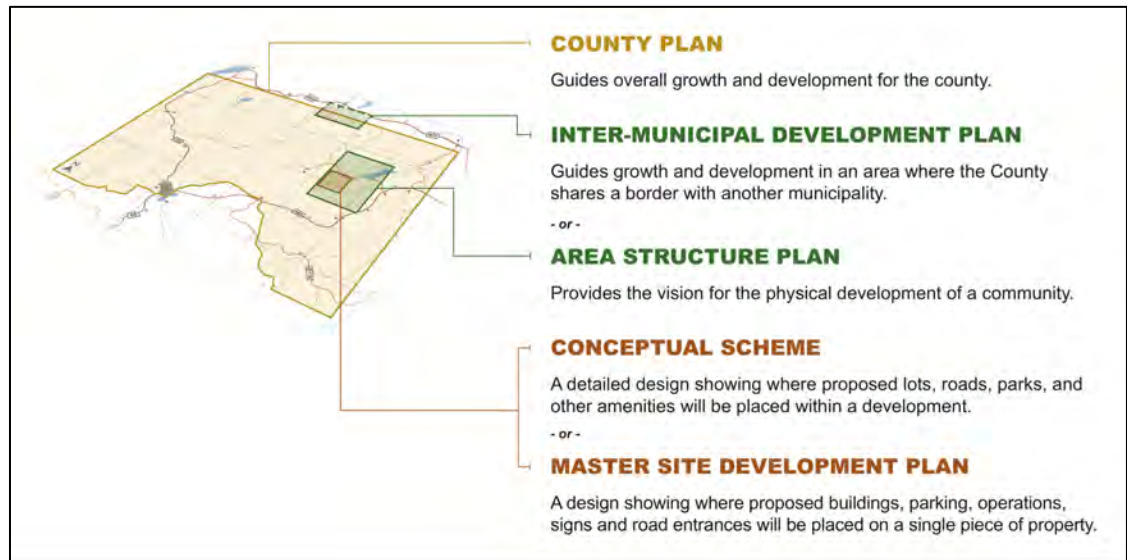 COUNTY PLAN
Guides overall growth and development for the county.
INTER-MUNICIPAL DEVELOPMENT PLAN
Guides growth and development in an area where the County
shares a border with another municipality.
- or -
AREA STRUCTURE PLAN
Provides the vision for the physical development of a community.
CONCEPTUAL SCHEME
A detailed design showing where proposed lots, roads, parks, and
other amenities will be placed within a development.
- or -
MASTER SITE DEVELOPMENT PLAN
A design showing where proposed buildings, parking, operations,
signs and road entrances will be placed on a single piece of property.